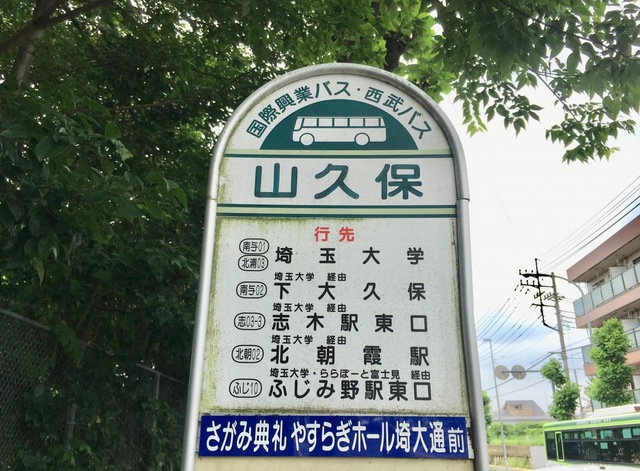 国際興業バス・西武バス
山久保
行先
南与01
北浦03
埼玉大学
埼玉大学 経由
南与02 下大久保
埼玉大学 経由
志03-3 志木駅東口
埼玉大学 経由
北朝02 北朝霞駅
埼玉大学・ららぽーと富士見 経由
ふじ10 ふじみ野駅東口
さがみ典礼 やすらぎホール埼大通前